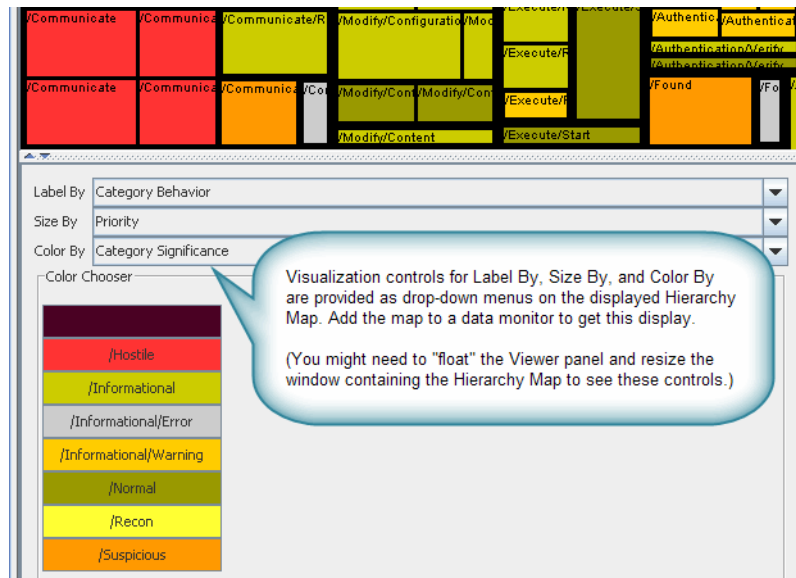 /Communicate /Communica /Communicate/R /Modify/Configuratio /Mod /Execute/S /Authentic /Authenticat
/Execute/R /Authentication/Verify
/Authentication/Verify
/Communicate /Communica /Communica /Co /Modify/Cont /Modify/Con /Execute/F /Found /Fo
/Modify/Content /Execute/Start
Label By Category Behavior
Size By Priority
Color By Category Significance
Color Chooser
/Hostile
/Informational
/Informational/Error
/Informational/Warning
/Normal
/Recon
/Suspicious
Visualization controls for Label By, Size By, and Color By
are provided as drop-down menus on the displayed Hierarchy
Map. Add the map to a data monitor to get this display.
(You might need to "float" the Viewer panel and resize the
window containing the Hierarchy Map to see these controls.)